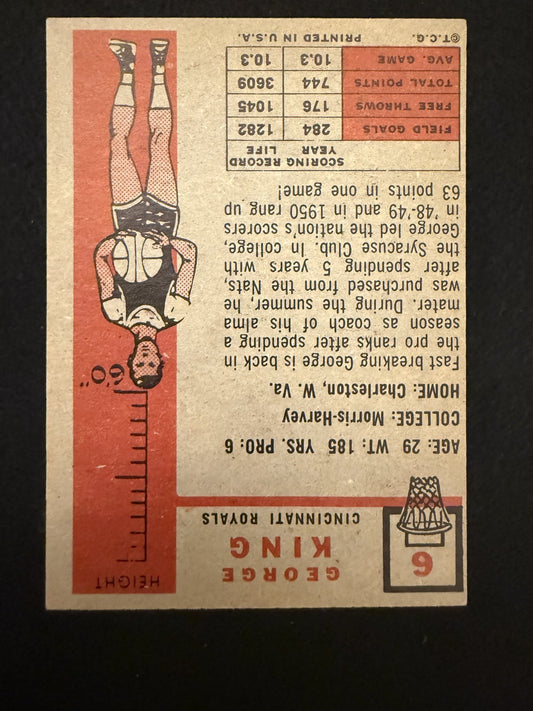 6
GEORGE
KING
CINCINNATI ROYALS
HEIGHT
6'0"
AGE: 29 WT: 185 YRS. PRO: 6
COLLEGE: Morris-Harvey
HOME: Charleston, W. Va.
Fast breaking George is back in
the pro ranks after spending a
season as coach of his alma
mater. During the summer, he
was purchased from the Nats,
after spending 5 years with
the Syracuse Club. In college,
George led the nation's scorers
in '48-'49 and in 1950 rang up
63 points in one game!
SCORING RECORD YEAR LIFE
FIELD GOALS 284 1282
FREE THROWS 176 1045
TOTAL POINTS 744 3609
AVG. GAME 10.3 10.3
©T.C.G. PRINTED IN U.S.A.